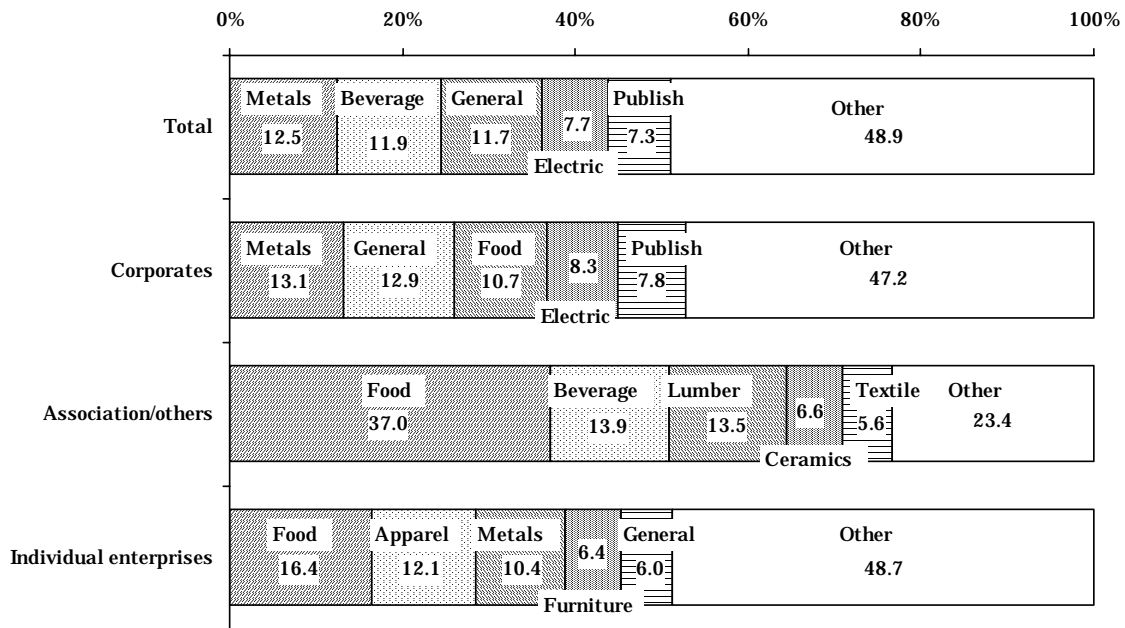 0% 20% 40% 60% 80% 100%
Total
Metals Beverage General Publish Other
12.5 11.9 11.7 7.7 7.3 48.9
Electric
Corporates
Metals General Food Publish Other
13.1 12.9 10.7 8.3 7.8 47.2
Electric
Association/others
Food Beverage Lumber Textile Other
37.0 13.9 13.5 6.6 5.6 23.4
Ceramics
Individual enterprises
Food Apparel Metals General Other
16.4 12.1 10.4 6.4 6.0 48.7
Furniture